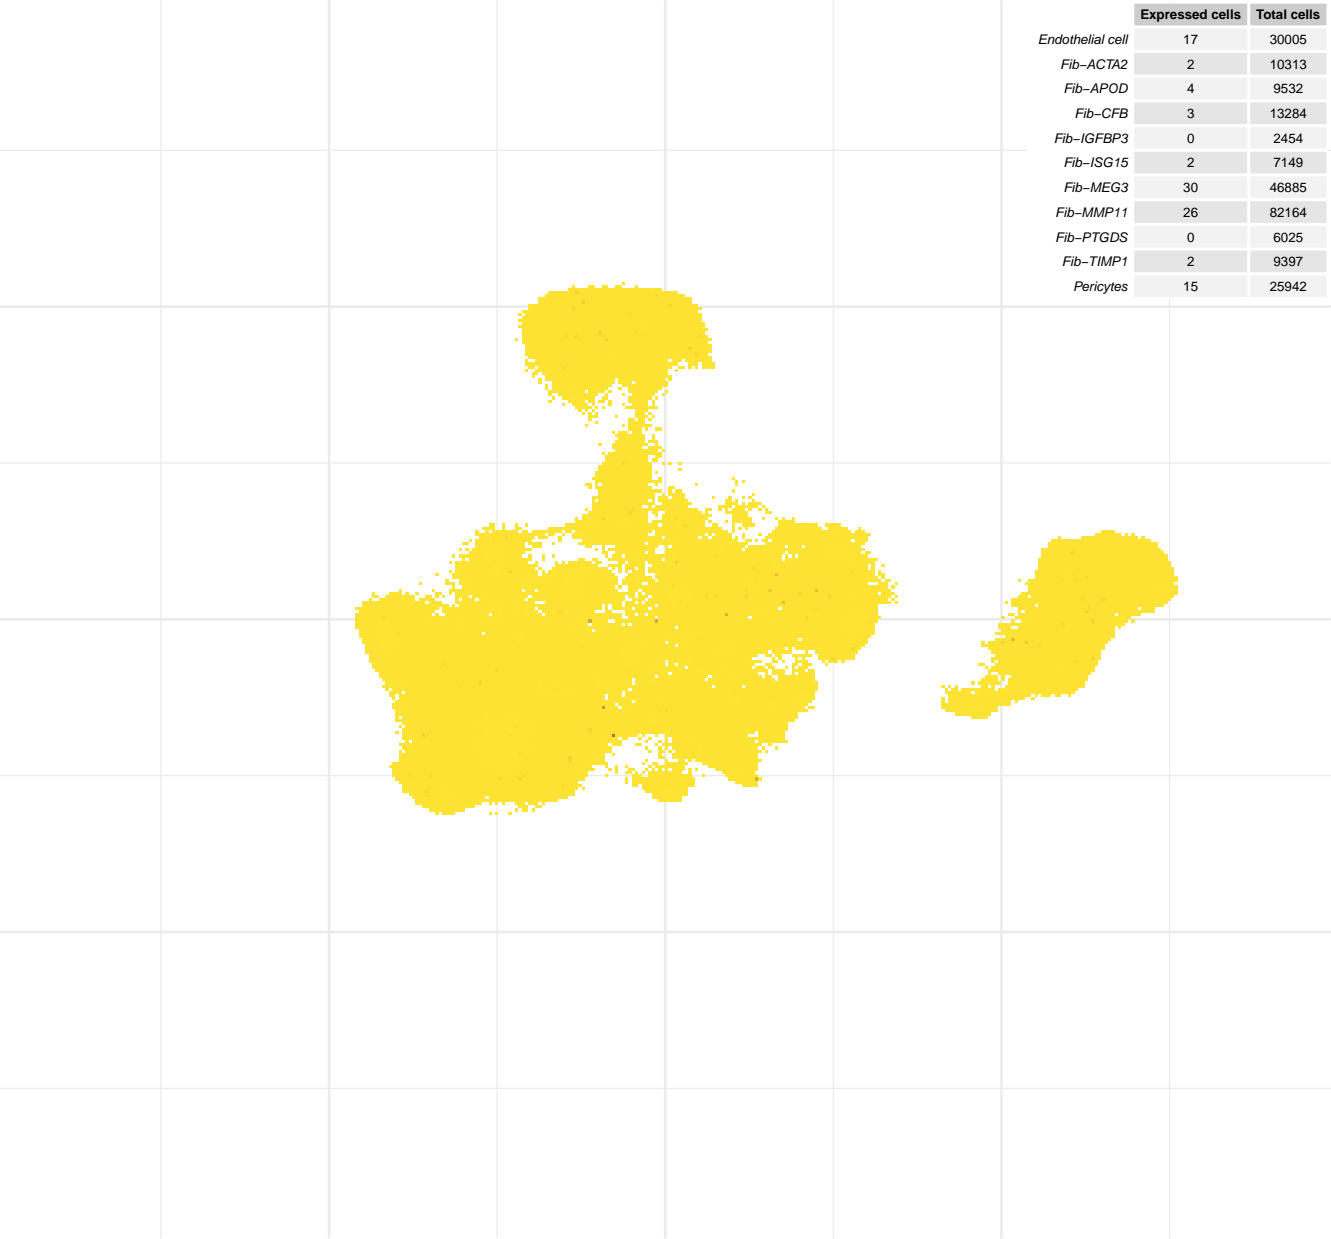 Expressed cells Total cells
Endothelial cell 17 30005
Fib−ACTA2 2 10313
Fib−APOD 4 9532
Fib−CFB 3 13284
Fib−IGFBP3 0 2454
Fib−ISG15 2 7149
Fib−MEG3 30 46885
Fib−MMP11 26 82164
Fib−PTGDS 0 6025
Fib−TIMP1 2 9397
Pericytes 15 25942